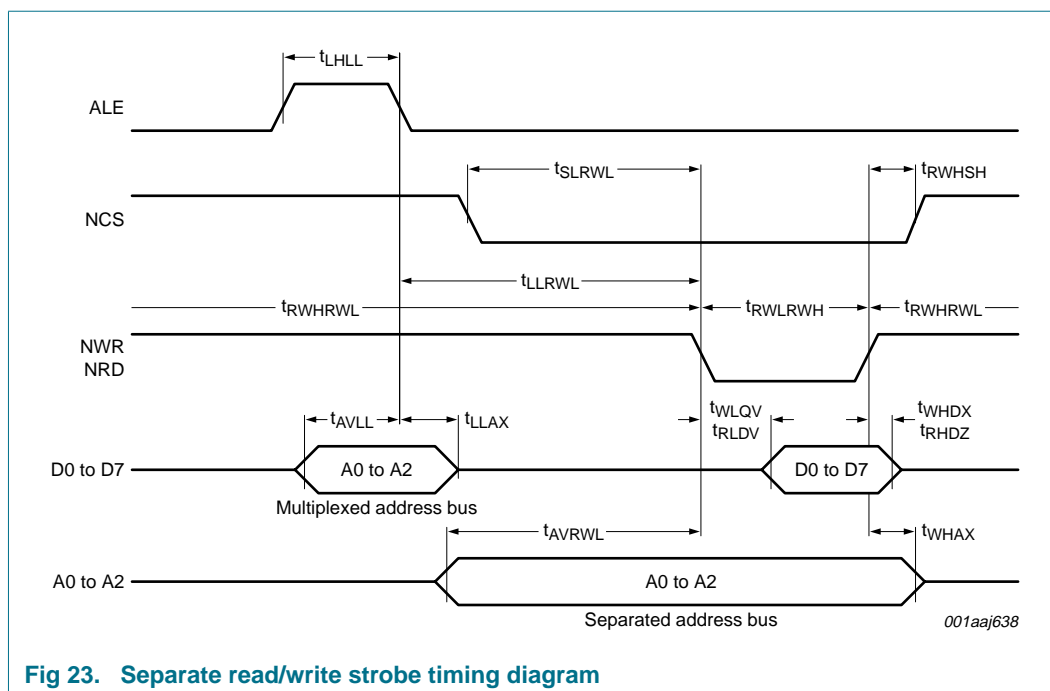 tLHLL
ALE
tSLRWL
tRWHSH
NCS
tLLRWL
tRWHRWL
tRWLRWH
tRWHRWL
NWR
NRD
tAVLL
tLLAX
tWLQV
tRLDV
tWHDX
tRHDZ
D0 to D7
A0 to A2
D0 to D7
Multiplexed address bus
tAVRWL
tWHAX
A0 to A2
A0 to A2
Separated address bus
001aaj638
Fig 23. Separate read/write strobe timing diagram